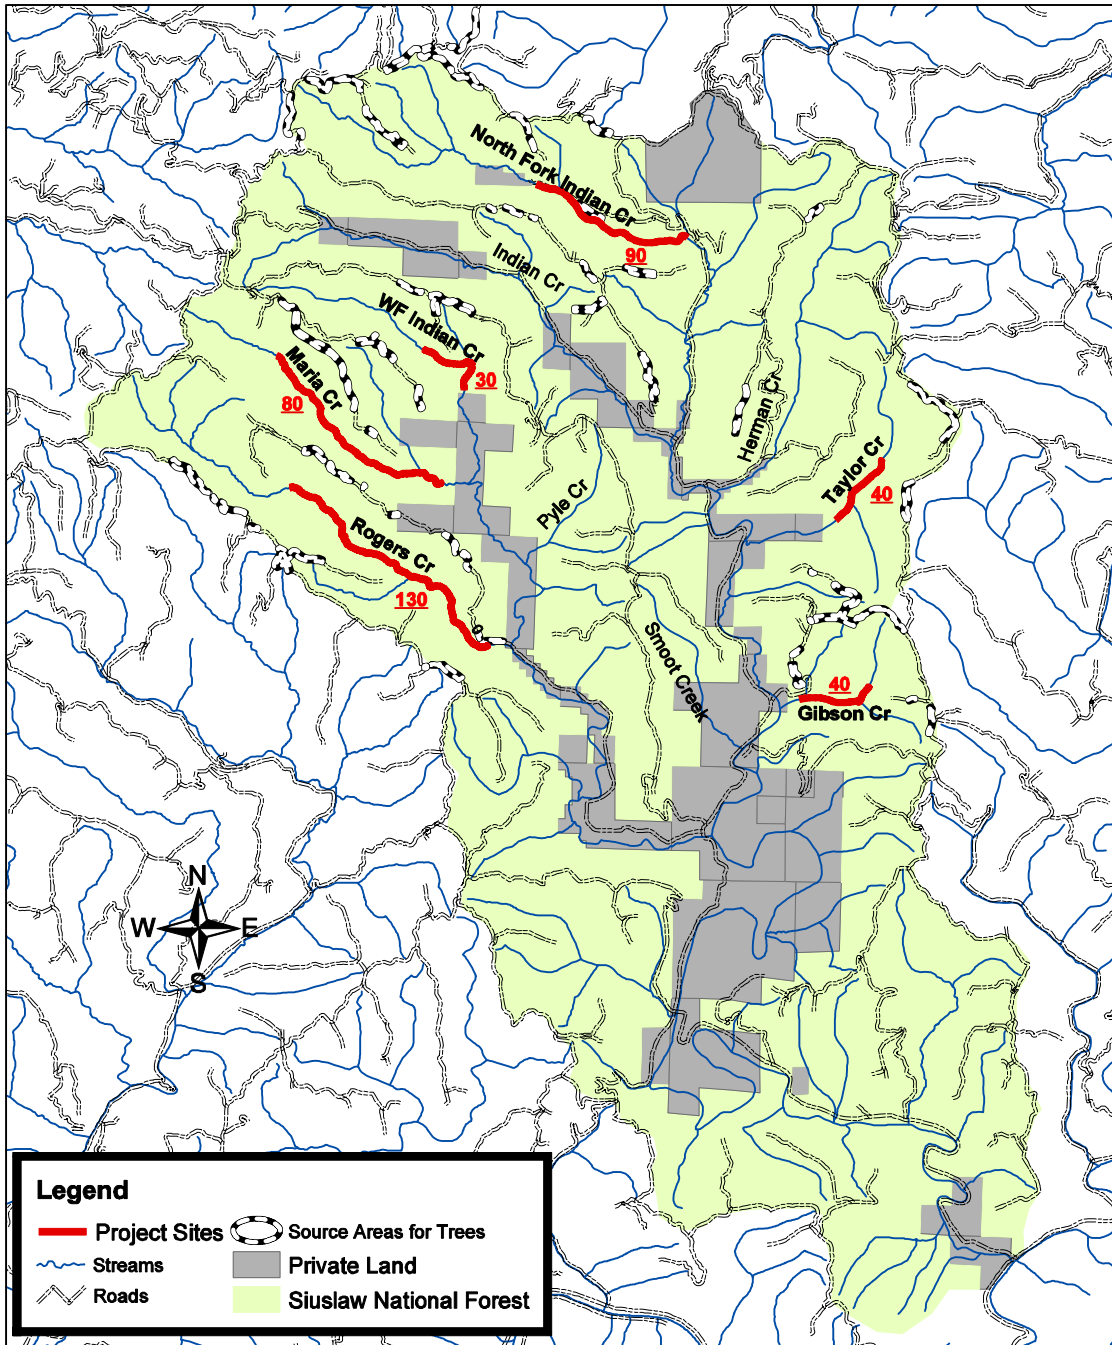 North Fork Indian Cr
90
Indian Cr
WF Indian Cr
30
Maria Cr
80
Herman Cr
Taylor Cr
40
Pyle Cr
Rogers Cr
130
Smoot Creek
40
Gibson Cr
N
W E
S
Legend
Project Sites
Source Areas for Trees
Streams
Private Land
Roads
Siuslaw National Forest